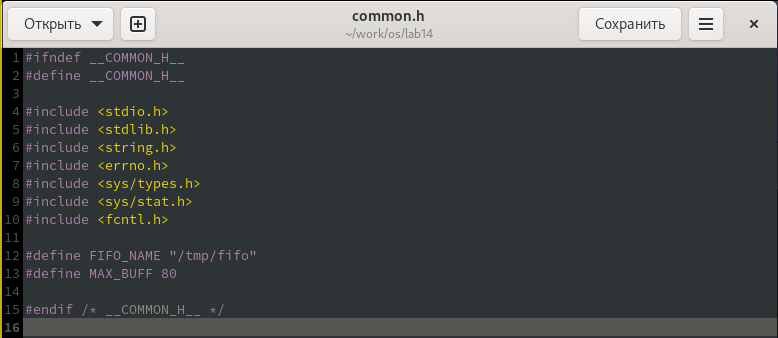 Открыть
common.h
~/work/os/lab14
Сохранить
1 #ifndef __COMMON_H__
2 #define __COMMON_H__
3
4 #include <stdio.h>
5 #include <stdlib.h>
6 #include <string.h>
7 #include <errno.h>
8 #include <sys/types.h>
9 #include <sys/stat.h>
10 #include <fcntl.h>
11
12 #define FIFO_NAME "/tmp/fifo"
13 #define MAX_BUFF 80
14
15 #endif /* __COMMON_H__ */
16